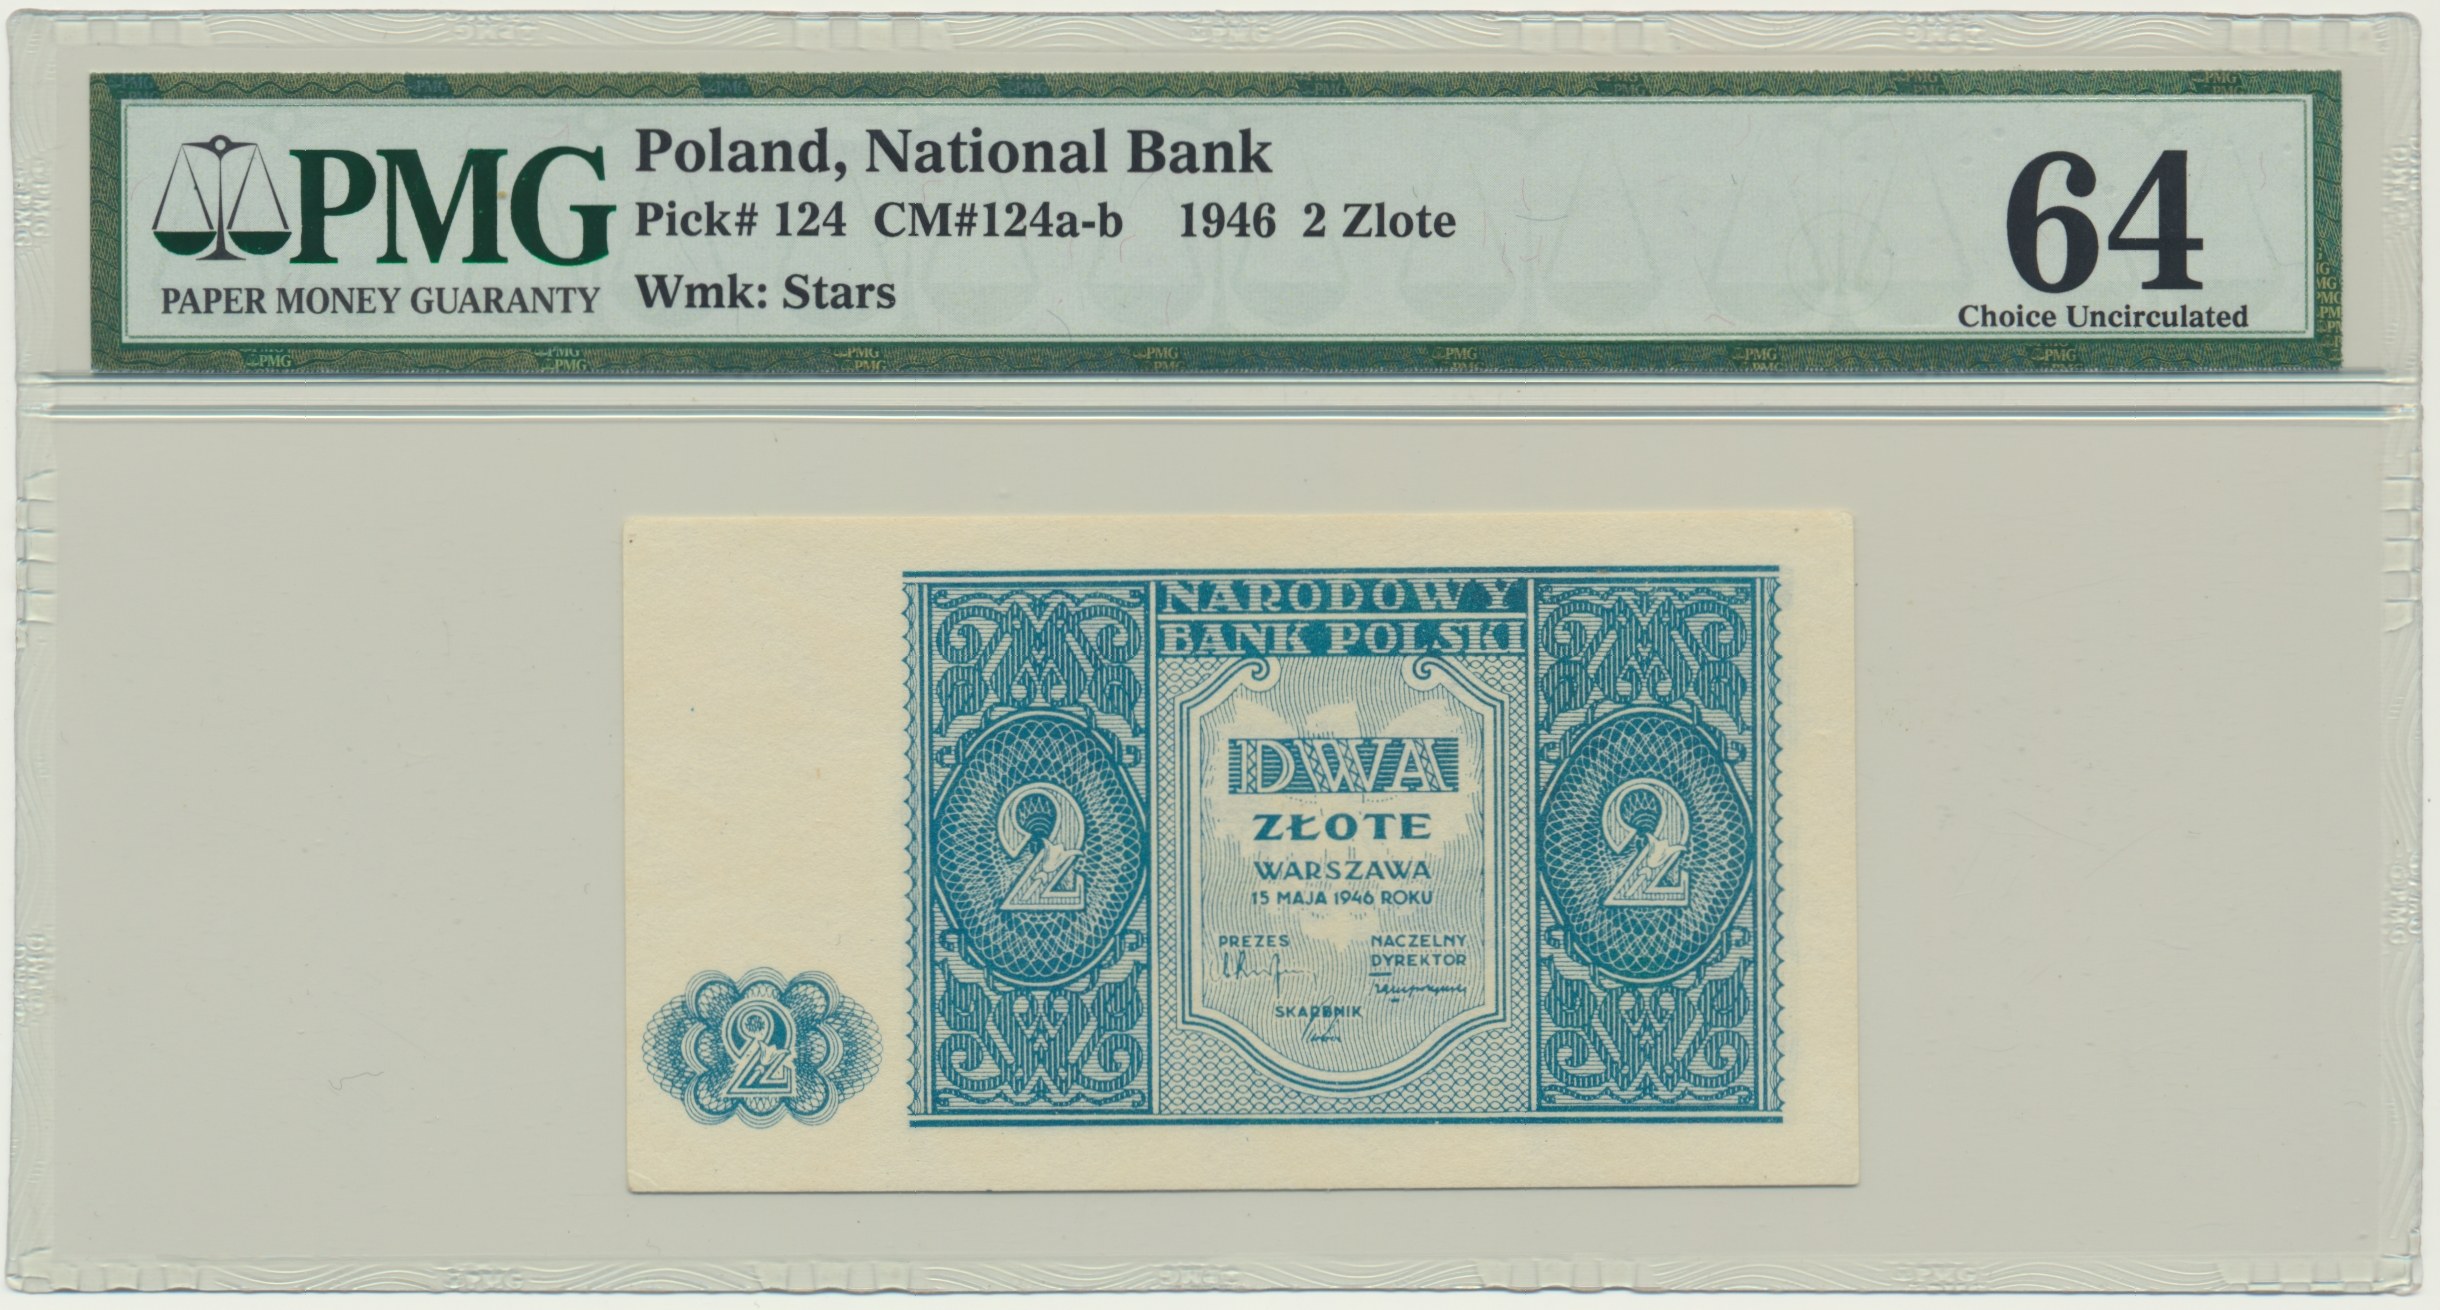 PMG
PAPER MONEY GUARANTY
Poland, National Bank
Pick# 124 CM#124a-b 1946 2 Zlote
Wmk: Stars
64
Choice Uncirculated
NARODOWY
BANK POLSKI
DWA
ZŁOTE
WARSZAWA
15 MAJA 1946 ROKU
PREZES
NACZELNY
DYREKTOR
SKARBNIK
2
2
2